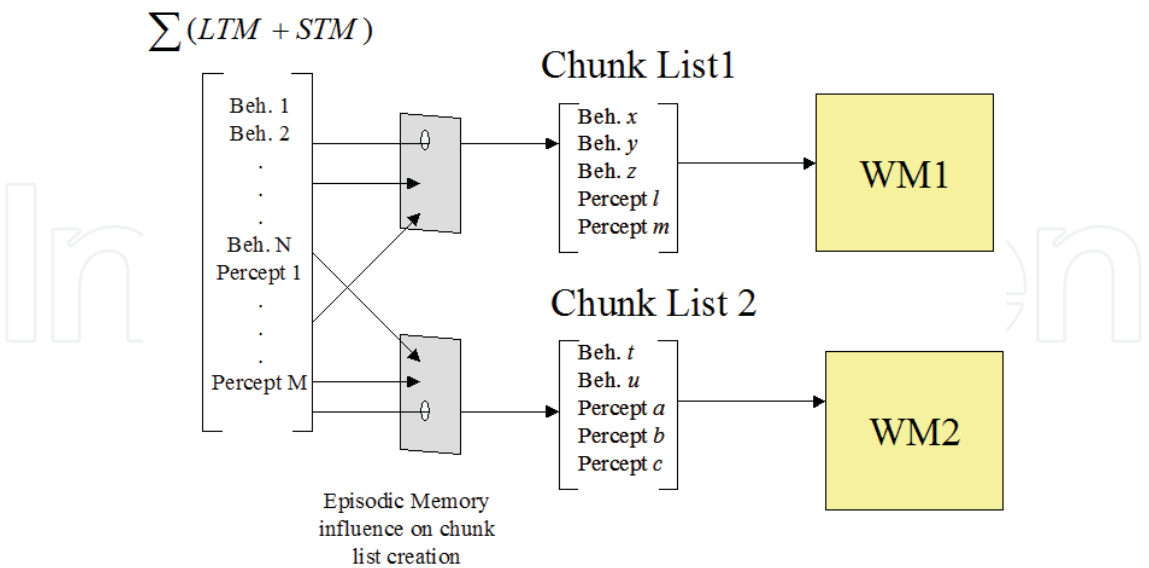 ∑(LTM + STM)
Beh. 1
Beh. 2
.
.
.
Beh. N
Percept 1
.
.
.
Percept M
Episodic Memory
influence on chunk
list creation
Chunk List1
Beh. x
Beh. y
Beh. z
Percept l
Percept m
WM1
Chunk List 2
Beh. t
Beh. u
Percept a
Percept b
Percept c
WM2